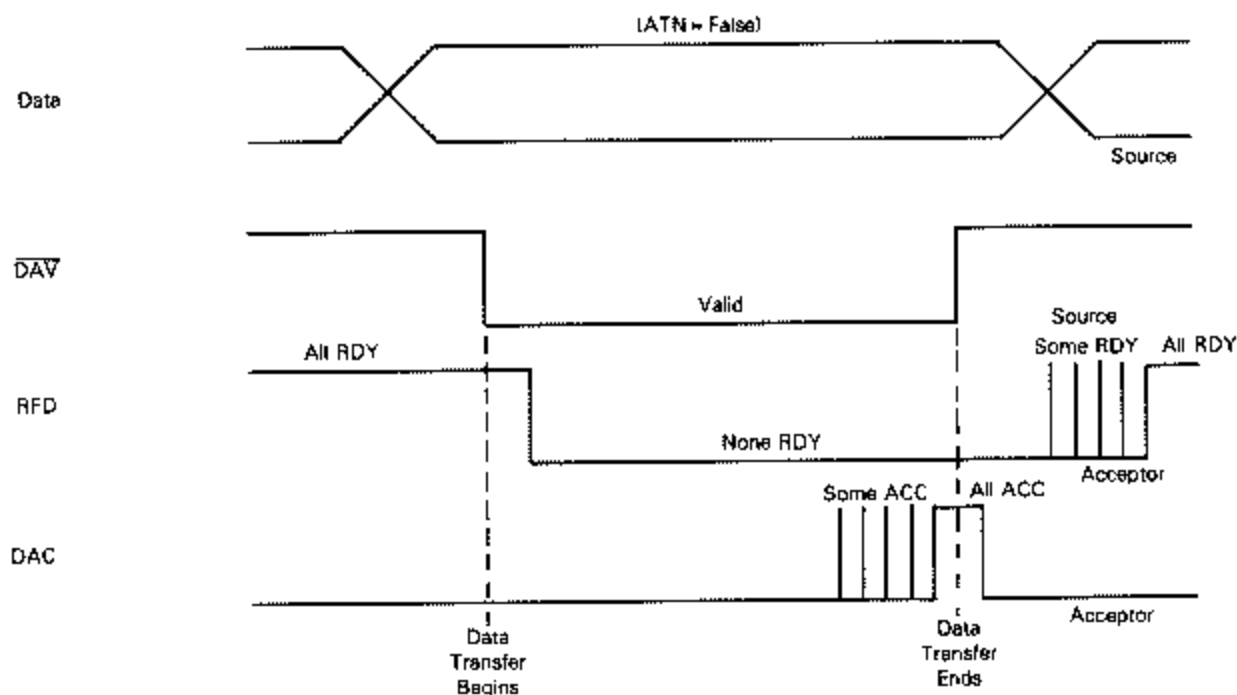 (ATN = False)
Data
Source
DAV
Valid
Source
All RDY
Some RDY
All RDY
RFD
None RDY
Acceptor
Some ACC
All ACC
DAC
Acceptor
Data
Transfer
Begins
Data
Transfer
Ends